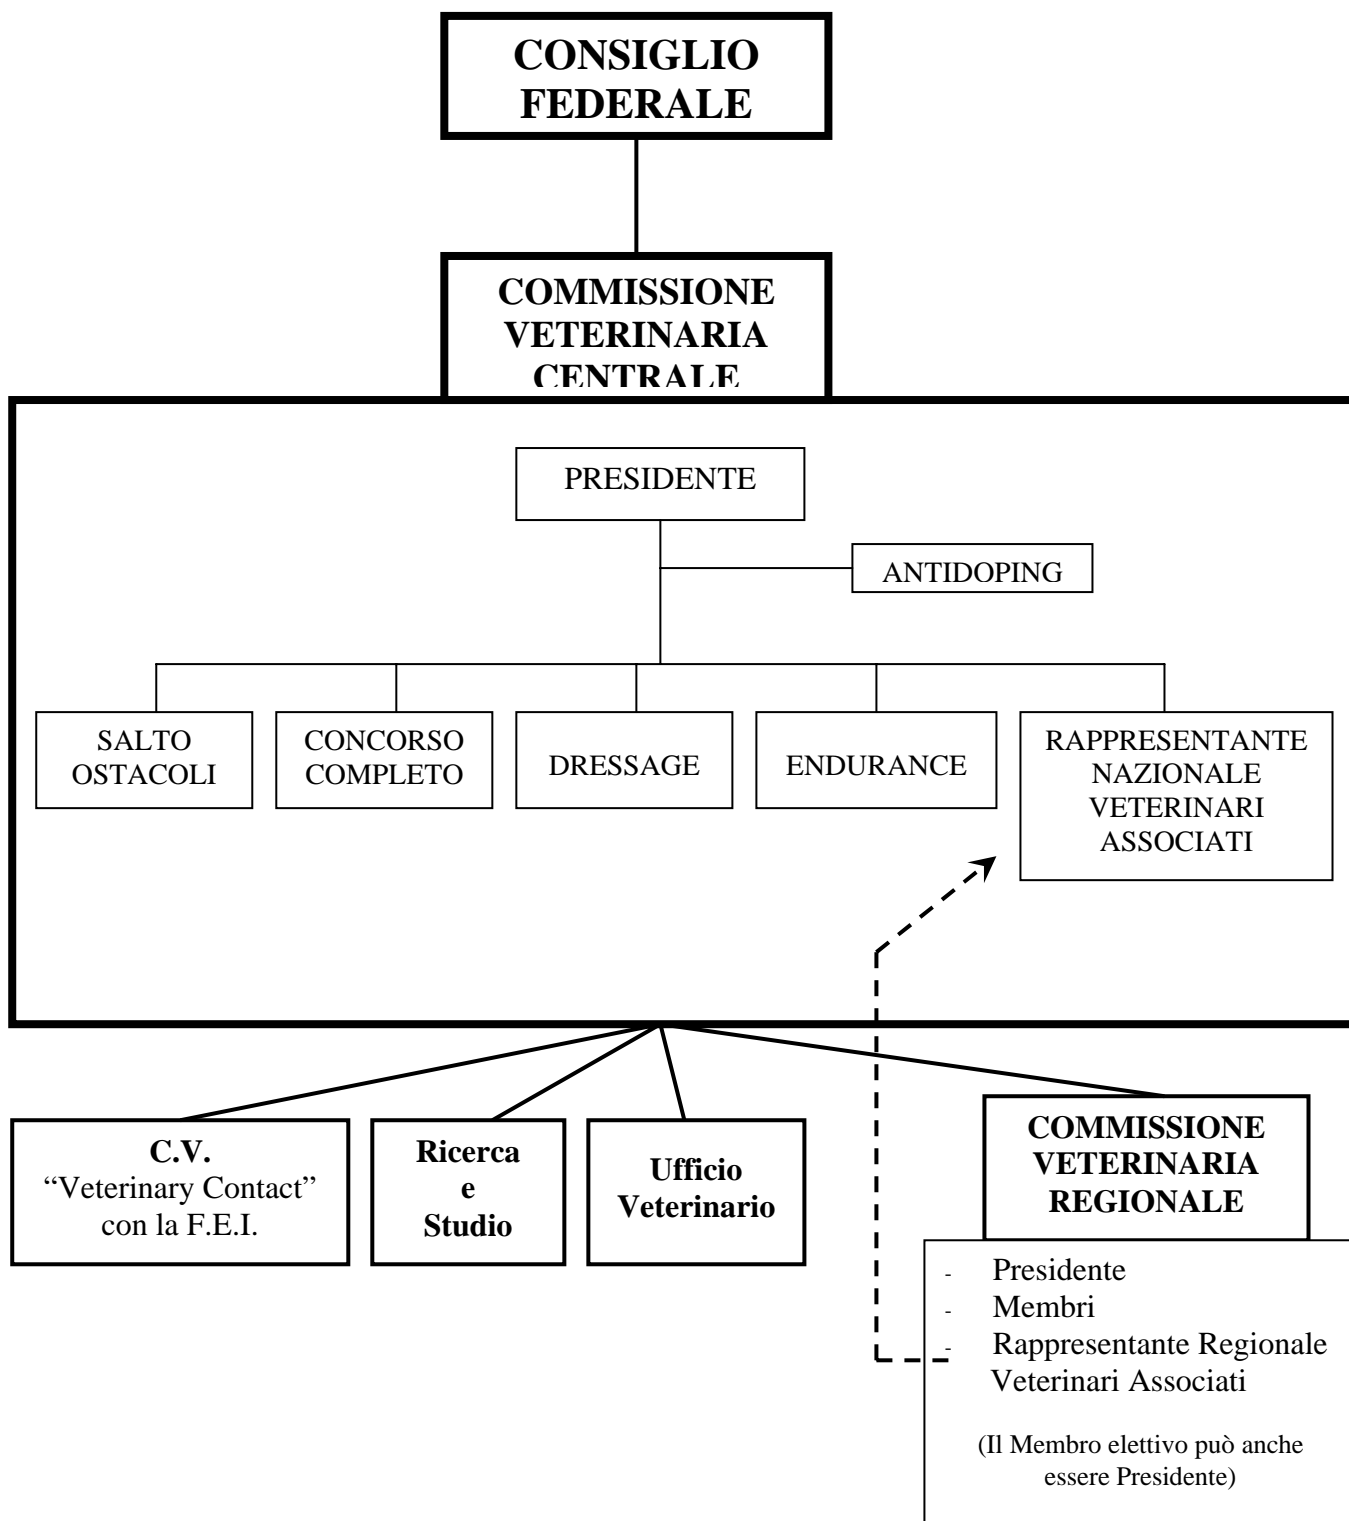 CONSIGLIO
FEDERALE
COMMISSIONE
VETERINARIA
CENTRALE
PRESIDENTE
ANTIDOPING
SALTO
OSTACOLI
CONCORSO
COMPLETO
DRESSAGE
ENDURANCE
RAPPRESENTANTE
NAZIONALE
VETERINARI
ASSOCIATI
C.V.
“Veterinary Contact”
con la F.E.I.
Ricerca
e
Studio
Ufficio
Veterinario
COMMISSIONE
VETERINARIA
REGIONALE
- Presidente
- Membri
- Rappresentante Regionale
Veterinari Associati
(Il Membro elettivo può anche
essere Presidente)